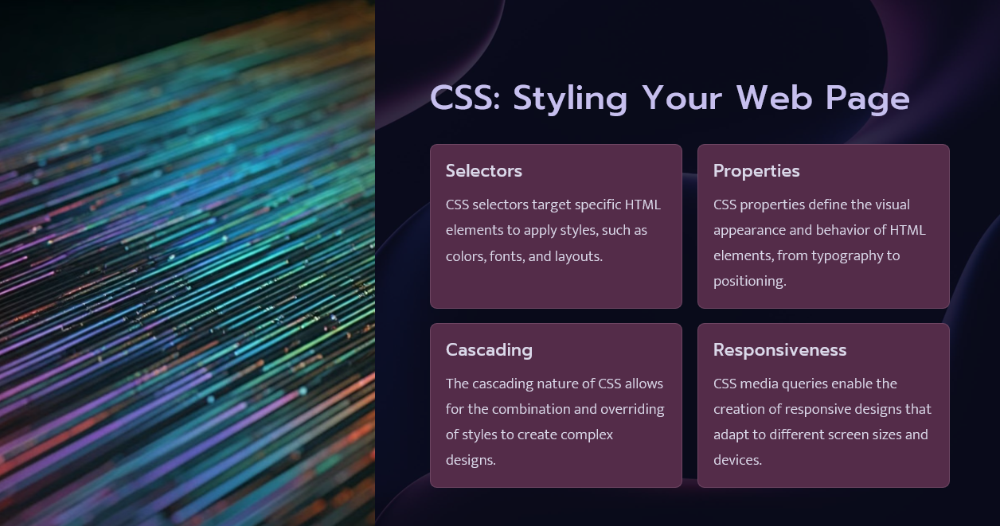 CSS: Styling Your Web Page
Selectors
CSS selectors target specific HTML
elements to apply styles, such as
colors, fonts, and layouts.
Properties
CSS properties define the visual
appearance and behavior of HTML
elements, from typography to
positioning.
Cascading
The cascading nature of CSS allows
for the combination and overriding
of styles to create complex
designs.
Responsiveness
CSS media queries enable the
creation of responsive designs that
adapt to different screen sizes and
devices.